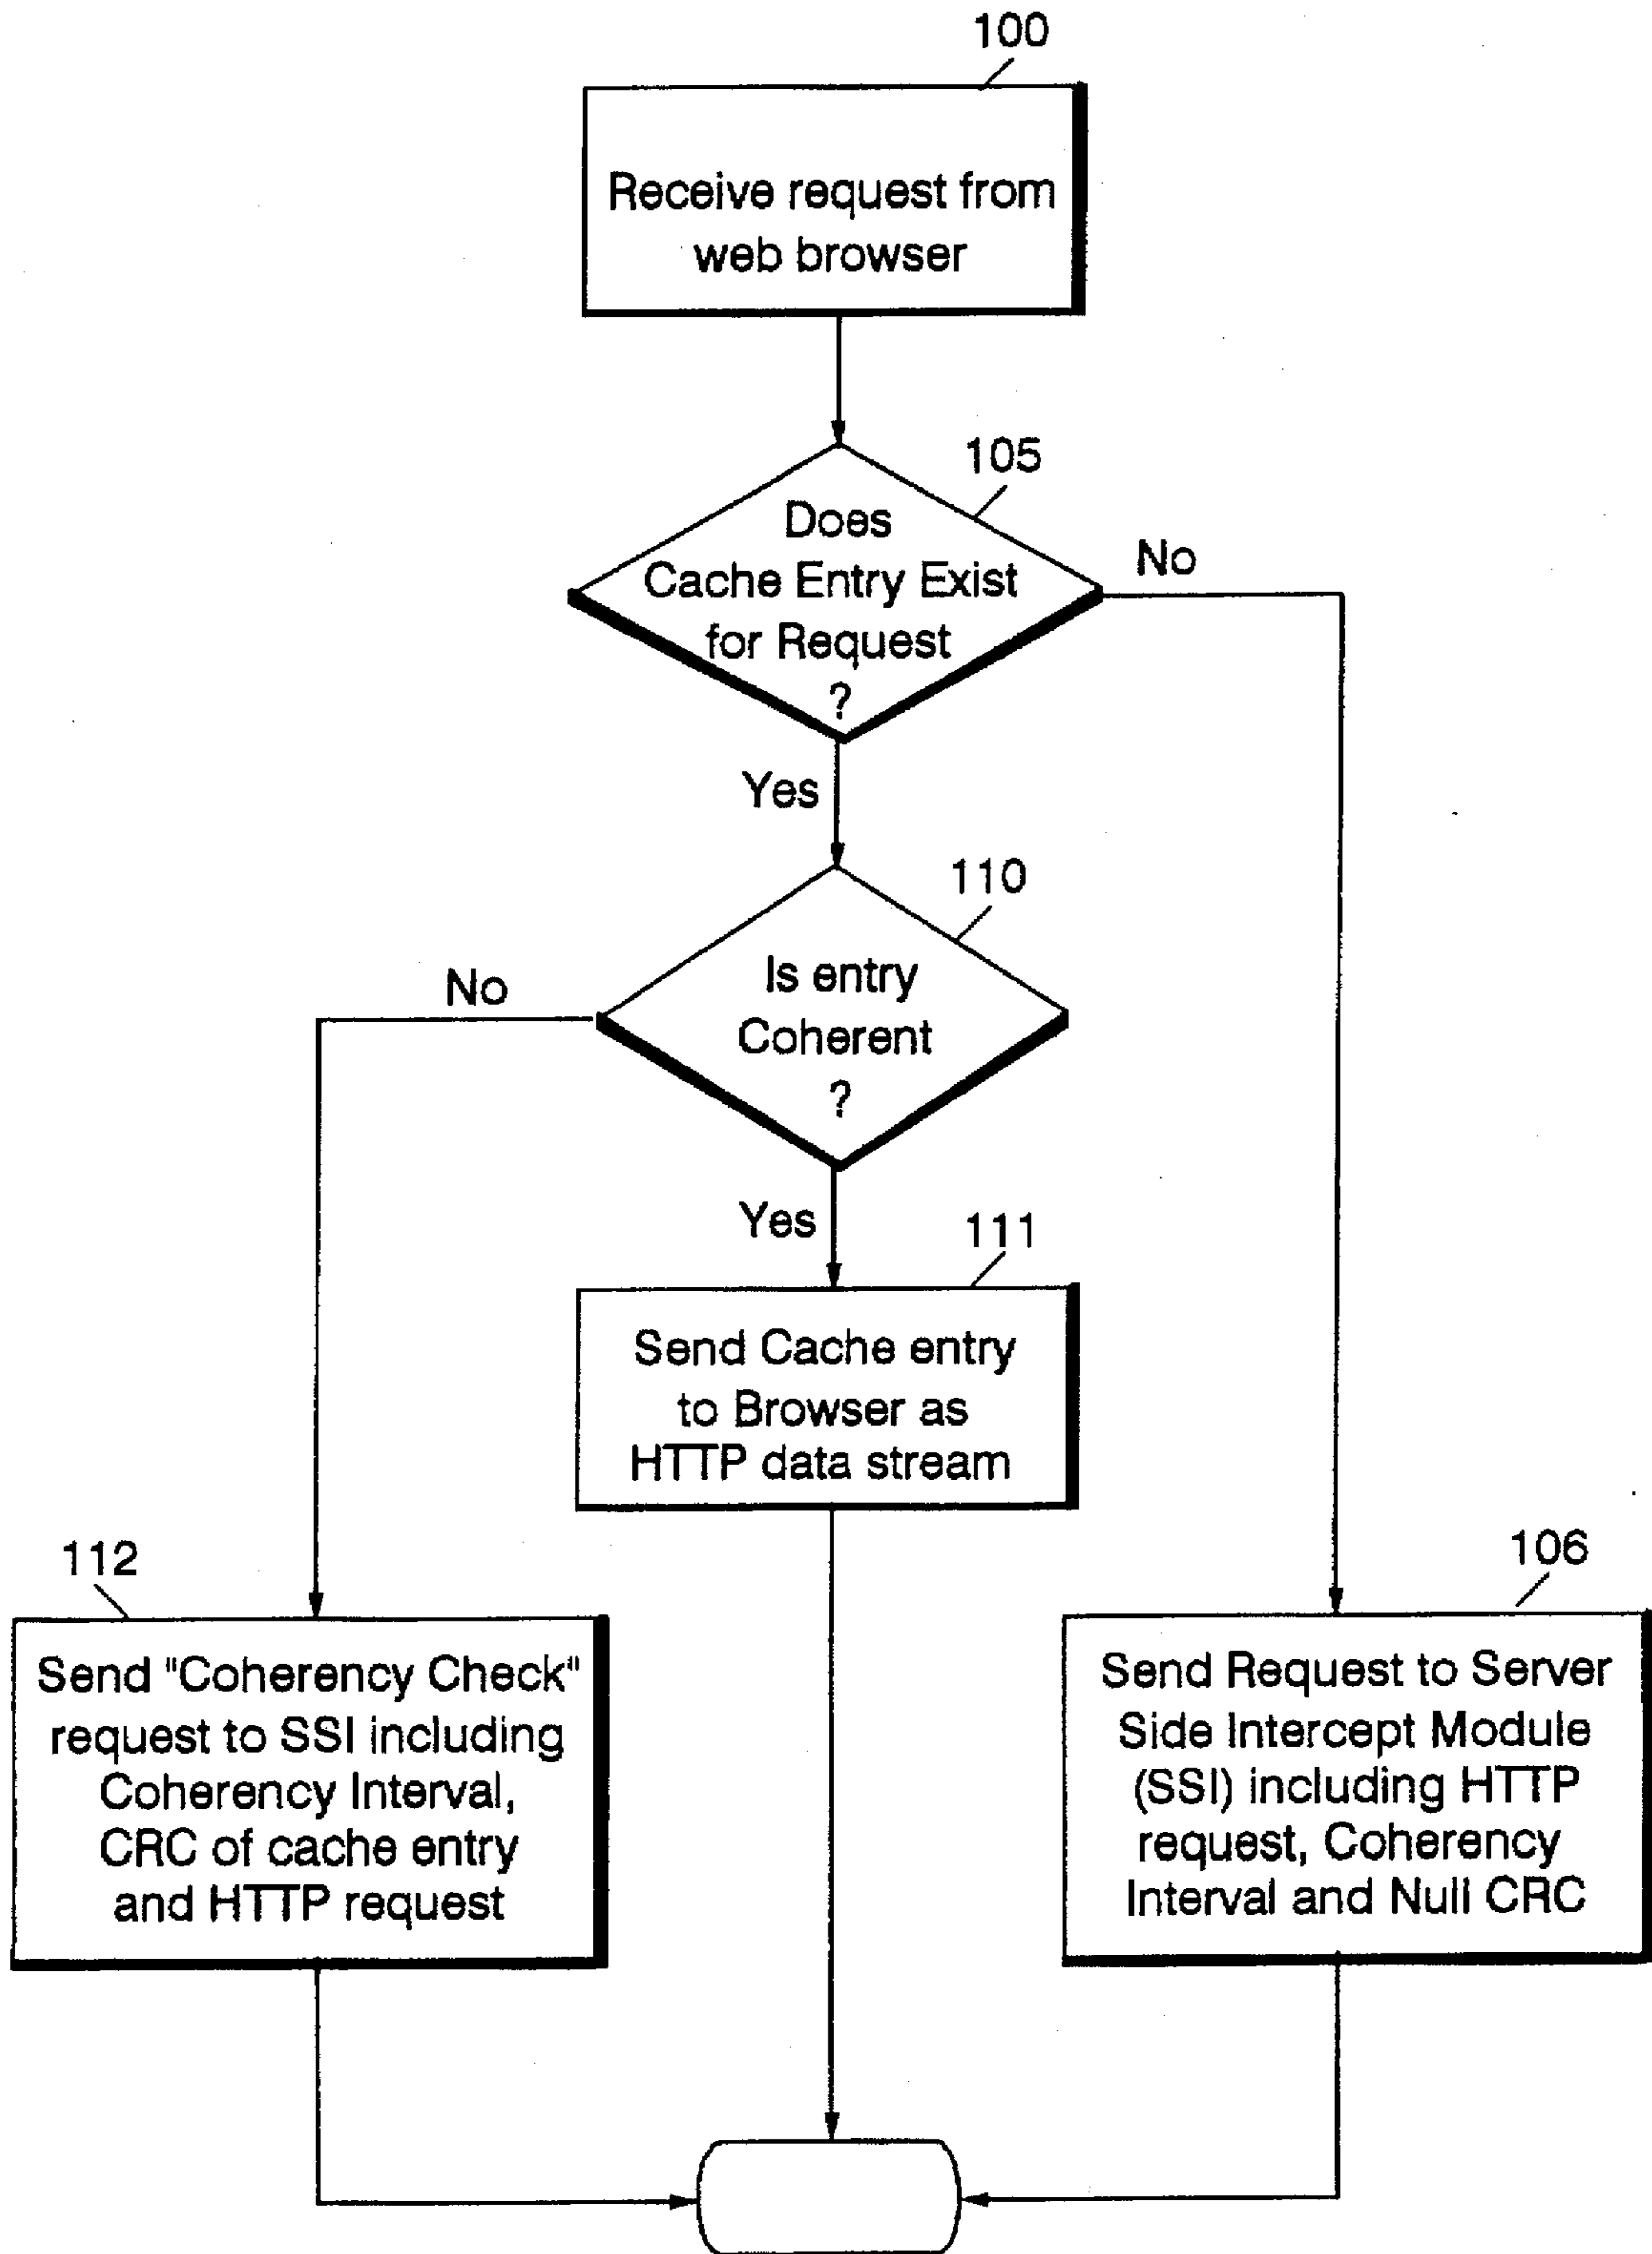 100
Receive request from
web browser
105
Does
Cache Entry Exist
for Request
?
No
Yes
110
Is entry
Coherent
?
No
Yes
111
Send Cache entry
to Browser as
HTTP data stream
112
Send "Coherency Check"
request to SSI including
Coherency Interval,
CRC of cache entry
and HTTP request
106
Send Request to Server
Side Intercept Module
(SSI) including HTTP
request, Coherency
Interval and Null CRC